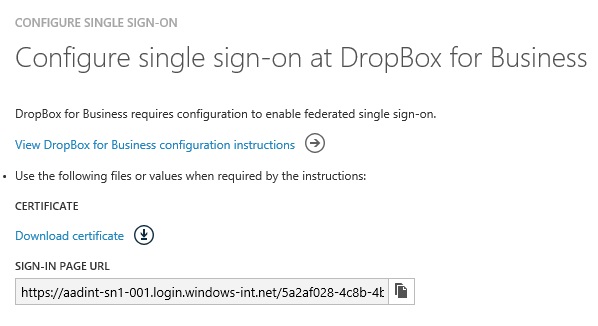 CONFIGURE SINGLE SIGN-ON
Configure single sign-on at DropBox for Business
DropBox for Business requires configuration to enable federated single sign-on.
View DropBox for Business configuration instructions
• Use the following files or values when required by the instructions:
CERTIFICATE
Download certificate
SIGN-IN PAGE URL
https://aadint-sn1-001.login.windows-int.net/5a2af028-4c8b-4b